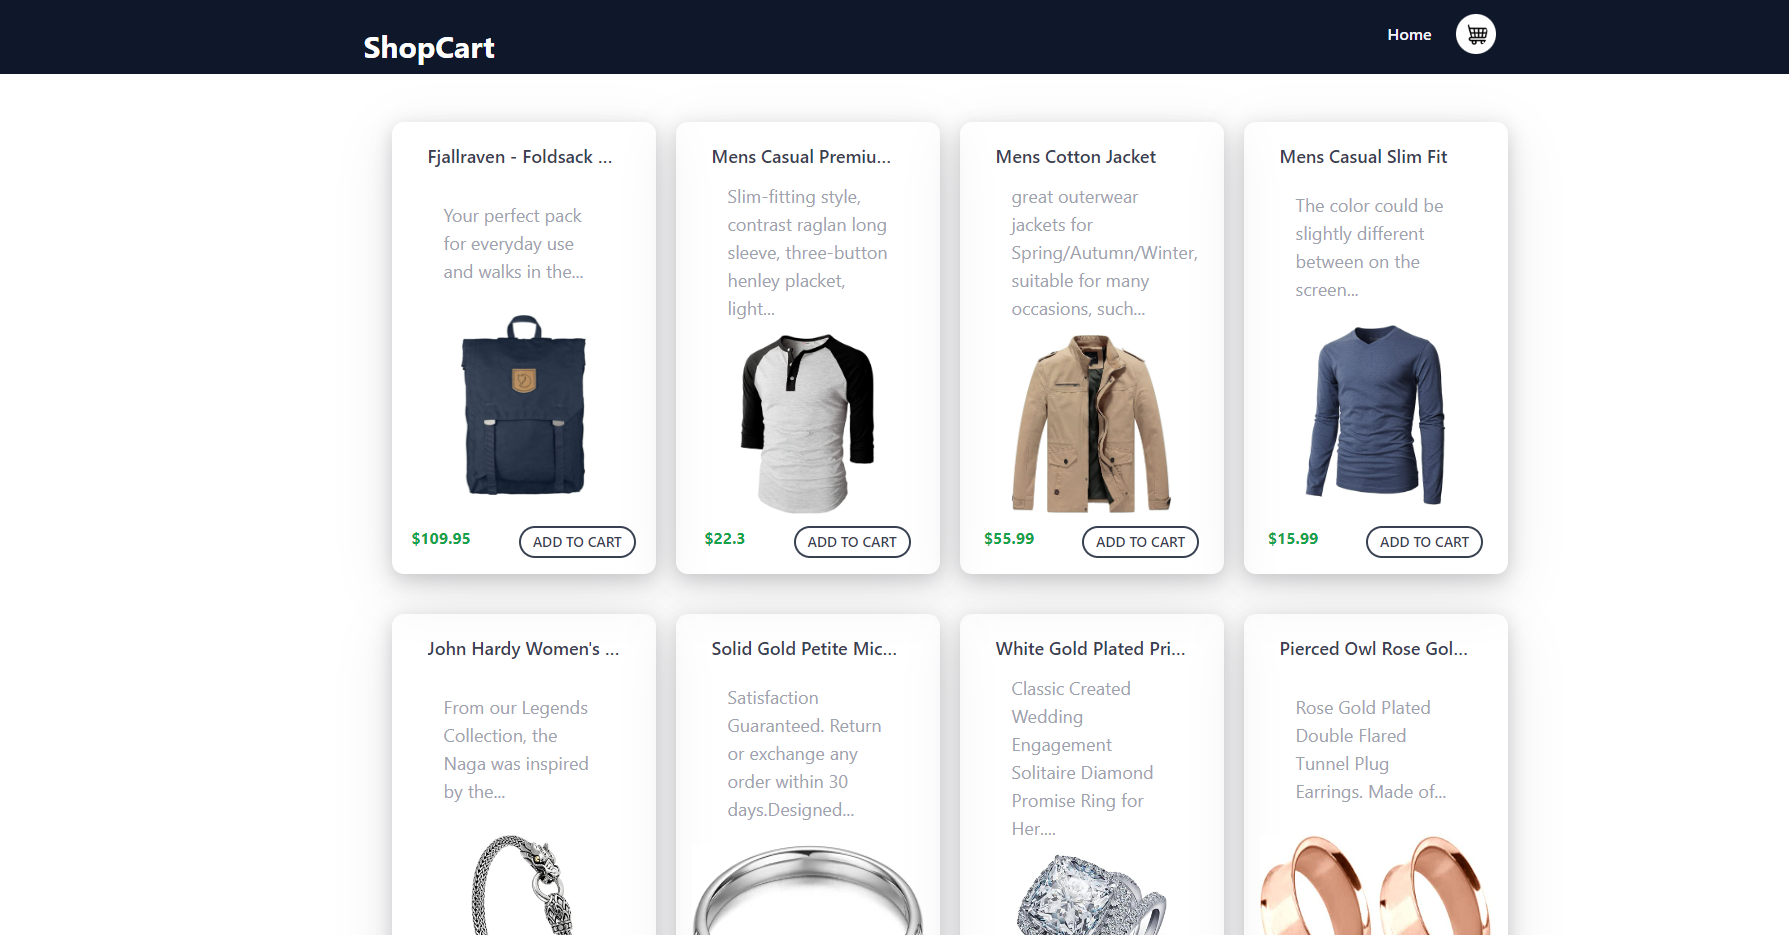 ShopCart
Home
Fjallraven - Foldsack ...
Your perfect pack
for everyday use
and walks in the...
$109.95
ADD TO CART
Mens Casual Premiu...
Slim-fitting style,
contrast raglan long
sleeve, three-button
henley placket,
light...
$22.3
ADD TO CART
Mens Cotton Jacket
great outerwear
jackets for
Spring/Autumn/Winter,
suitable for many
occasions, such...
$55.99
ADD TO CART
Mens Casual Slim Fit
The color could be
slightly different
between on the
screen...
$15.99
ADD TO CART
John Hardy Women's ...
From our Legends
Collection, the
Naga was inspired
by the...
Solid Gold Petite Mic...
Satisfaction
Guaranteed. Return
or exchange any
order within 30
days.Designed...
White Gold Plated Pri...
Classic Created
Wedding
Engagement
Solitaire Diamond
Promise Ring for
Her....
Pierced Owl Rose Gol...
Rose Gold Plated
Double Flared
Tunnel Plug
Earrings. Made of...